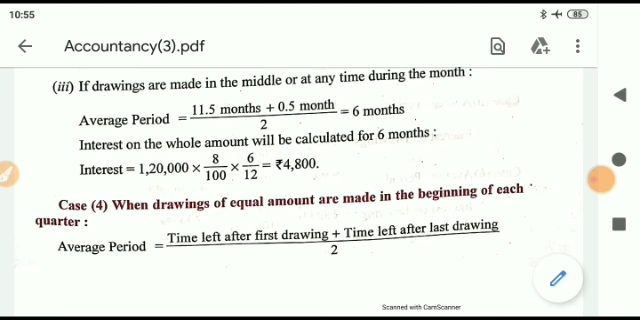 10:55
85
Accountancy(3).pdf
(iii) If drawings are made in the middle or at any time during the month :
Average Period = 11.5 months + 0.5 month / 2 = 6 months
Interest on the whole amount will be calculated for 6 months :
Interest = 1,20,000 × 8/100 × 6/12 = ₹4,800.
Case (4) When drawings of equal amount are made in the beginning of each
quarter :
Average Period = Time left after first drawing + Time left after last drawing / 2
Scanned with CamScanner